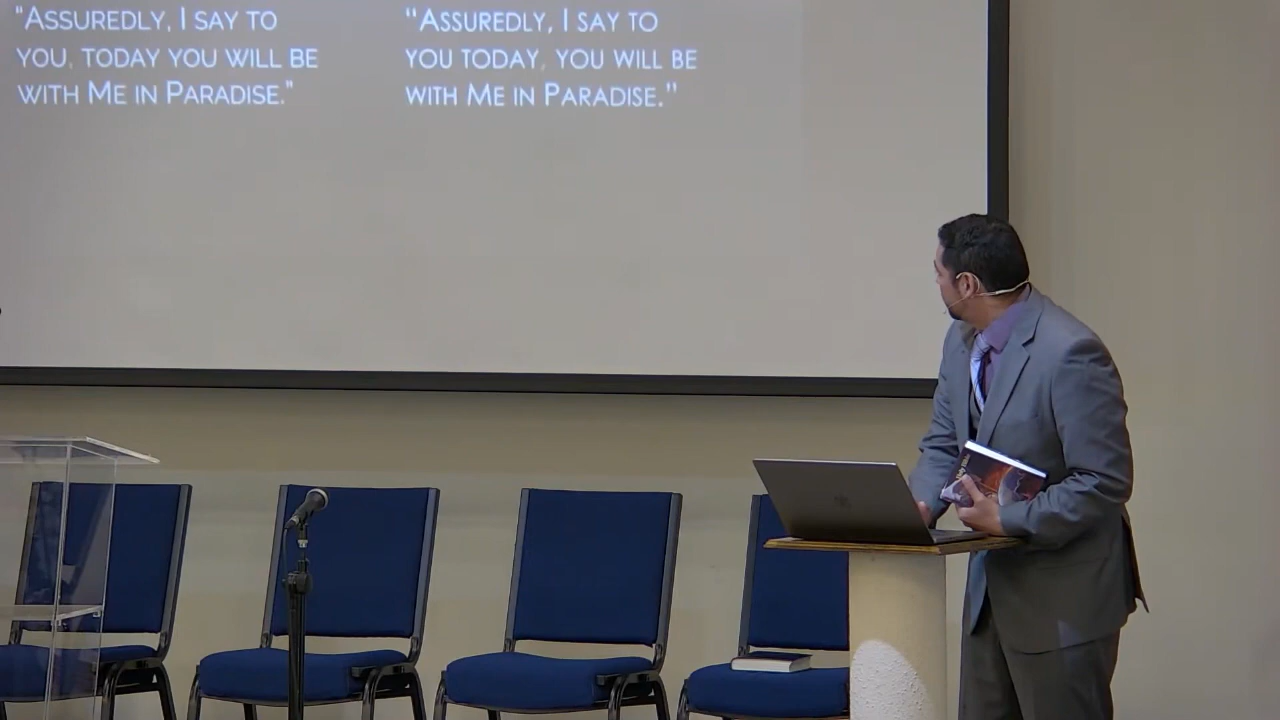 "Assuredly, I say to
you, today you will be
with Me in Paradise."
"Assuredly, I say to
you today, you will be
with Me in Paradise."